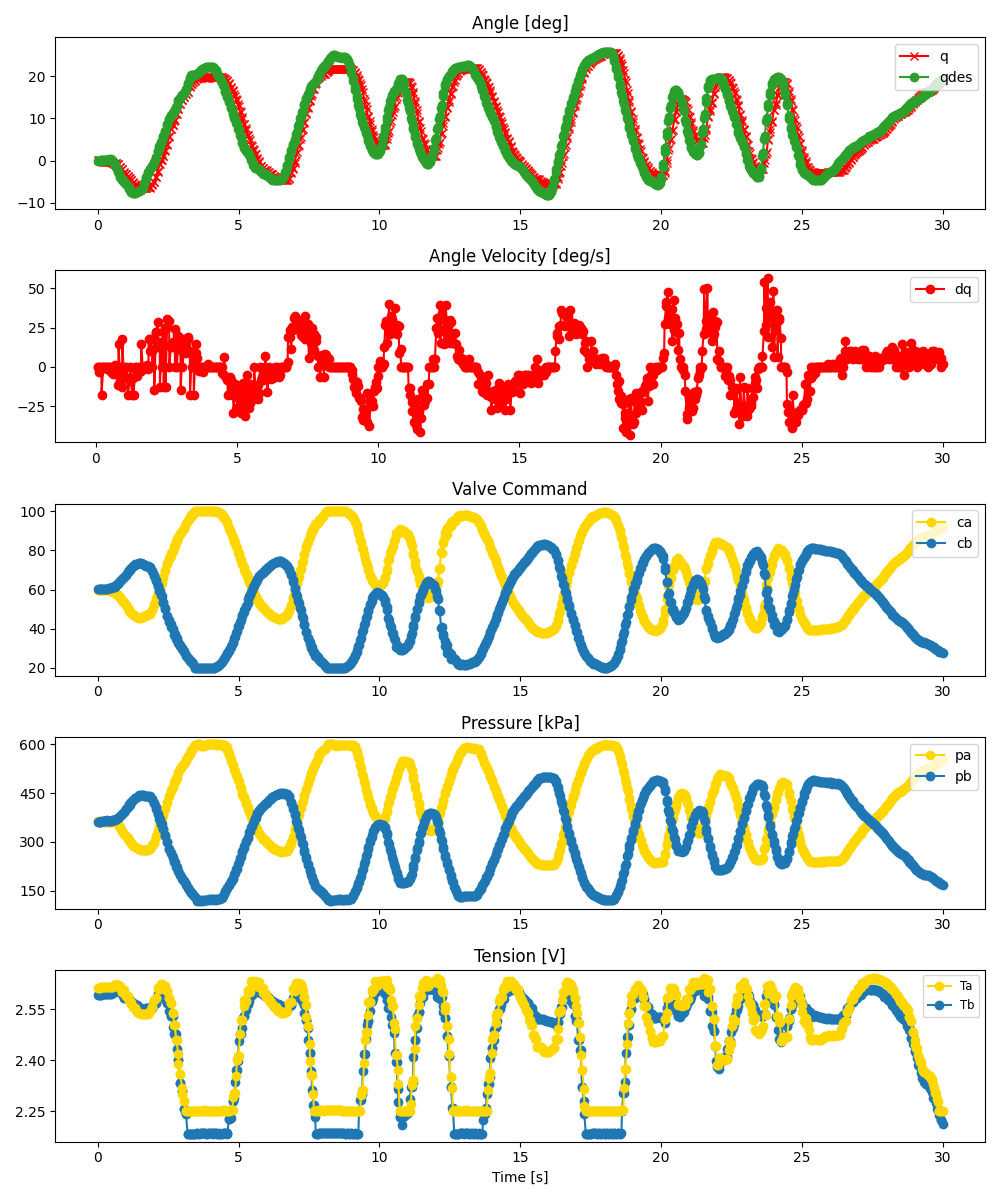 Angle [deg]
20
10
0
−10
q
qdes
0 5 10 15 20 25 30
Angle Velocity [deg/s]
50
25
0
−25
dq
0 5 10 15 20 25 30
Valve Command
100
80
60
40
20
ca
cb
0 5 10 15 20 25 30
Pressure [kPa]
600
450
300
150
pa
pb
0 5 10 15 20 25 30
Tension [V]
2.55
2.40
2.25
Ta
Tb
0 5 10 15 20 25 30
Time [s]